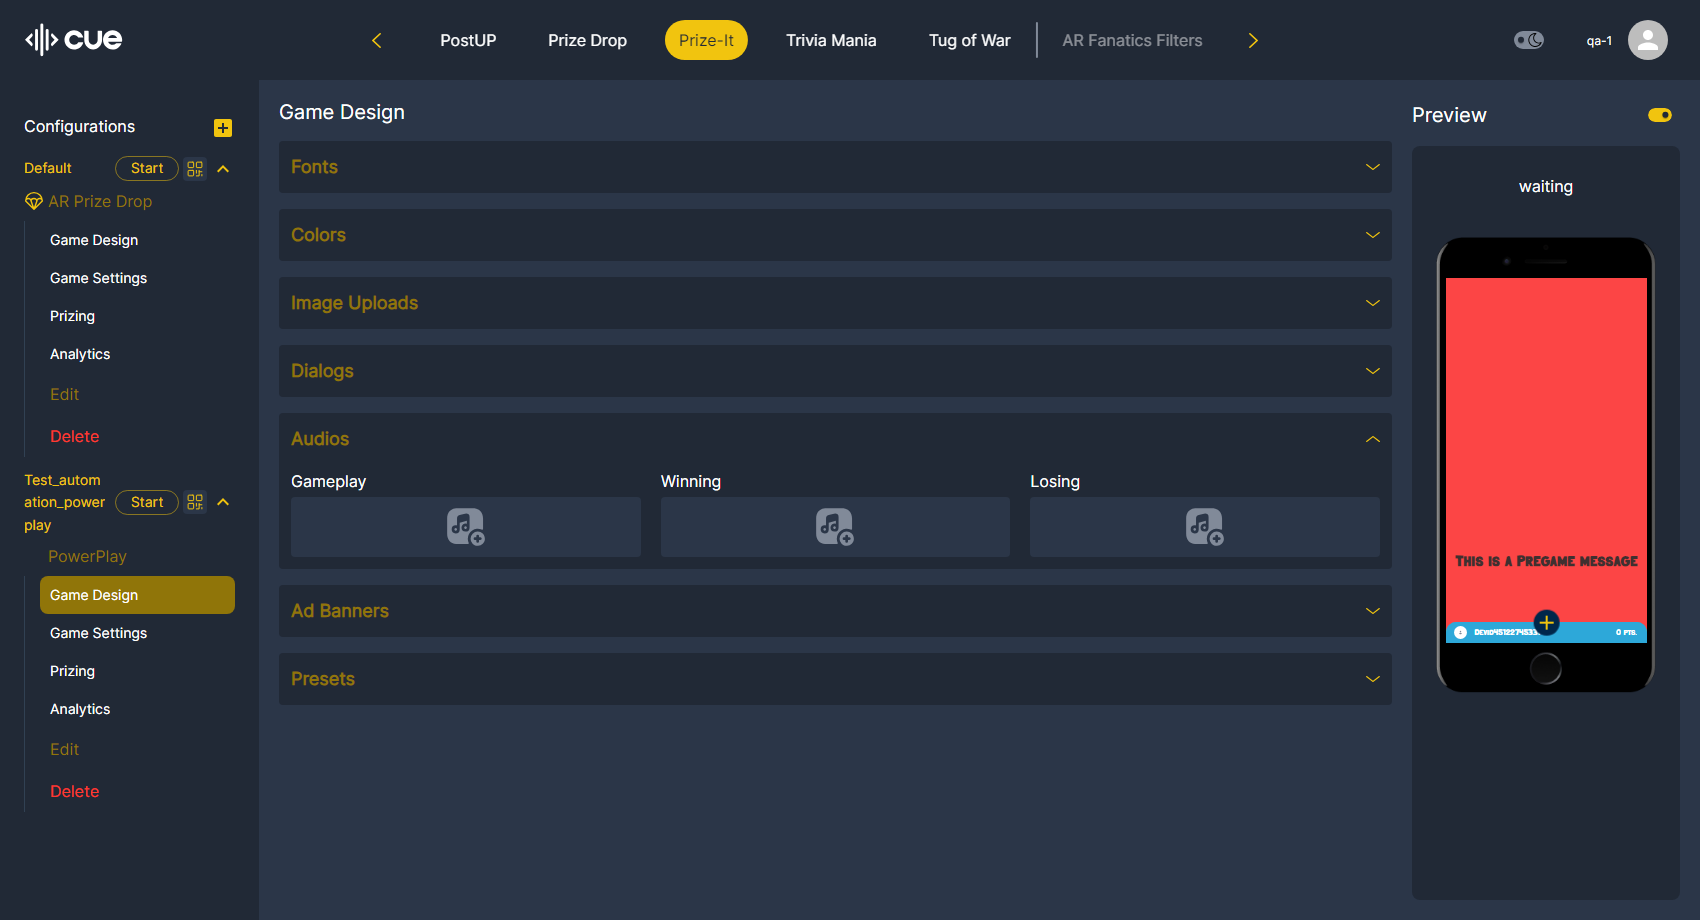 cue
PostUP
Prize Drop
Prize-It
Trivia Mania
Tug of War
AR Fanatics Filters
qa-1
Configurations
Default
Start
AR Prize Drop
Game Design
Game Settings
Prizing
Analytics
Edit
Delete
Test_autom
ation_power
play
Start
PowerPlay
Game Design
Game Settings
Prizing
Analytics
Edit
Delete
Game Design
Fonts
Colors
Image Uploads
Dialogs
Audios
Gameplay
Winning
Losing
Ad Banners
Presets
Preview
waiting
This is a Pregame message
0 pts.